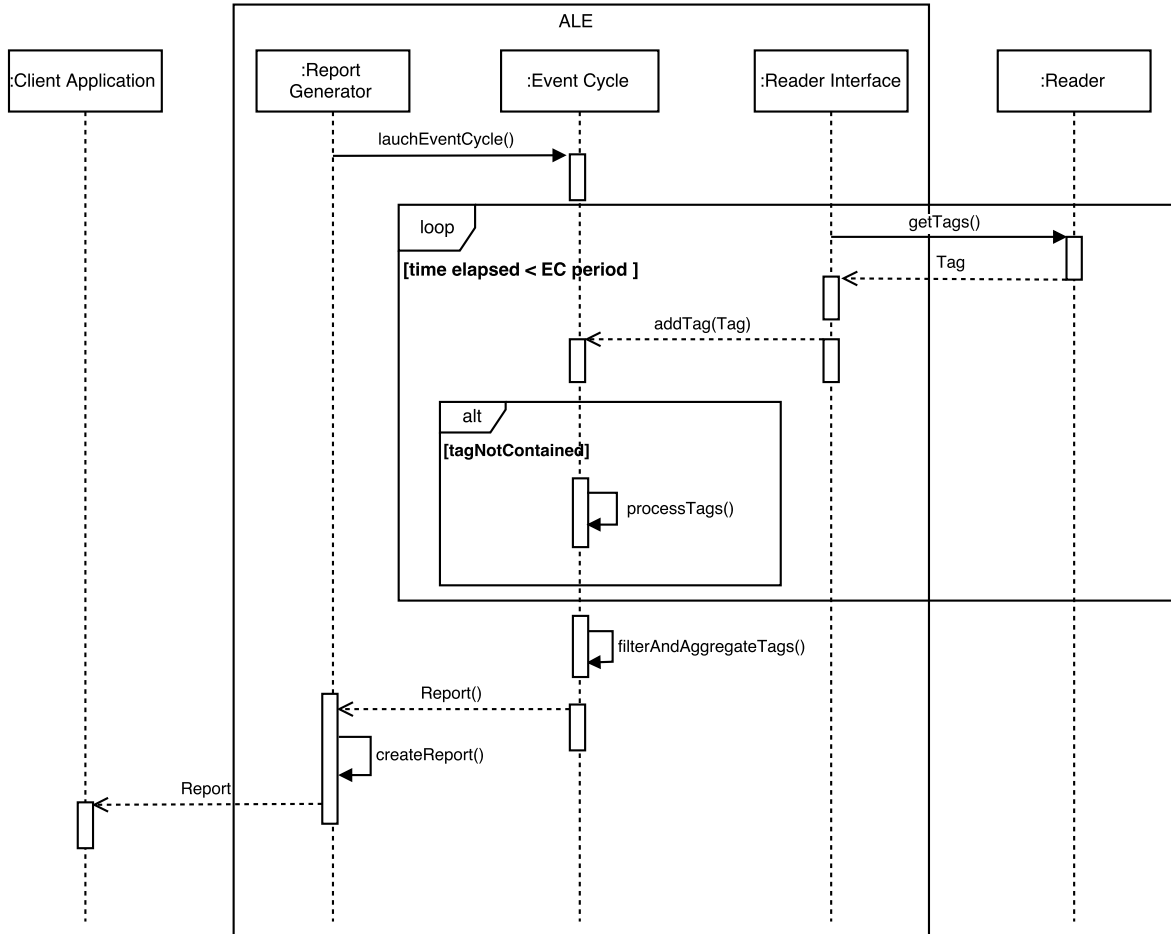 ALE
:Client Application
:Report
Generator
:Event Cycle
:Reader Interface
:Reader
lauchEventCycle()
loop
getTags()
[time elapsed < EC period ]
Tag
addTag(Tag)
alt
[tagNotContained]
processTags()
filterAndAggregateTags()
Report()
createReport()
Report